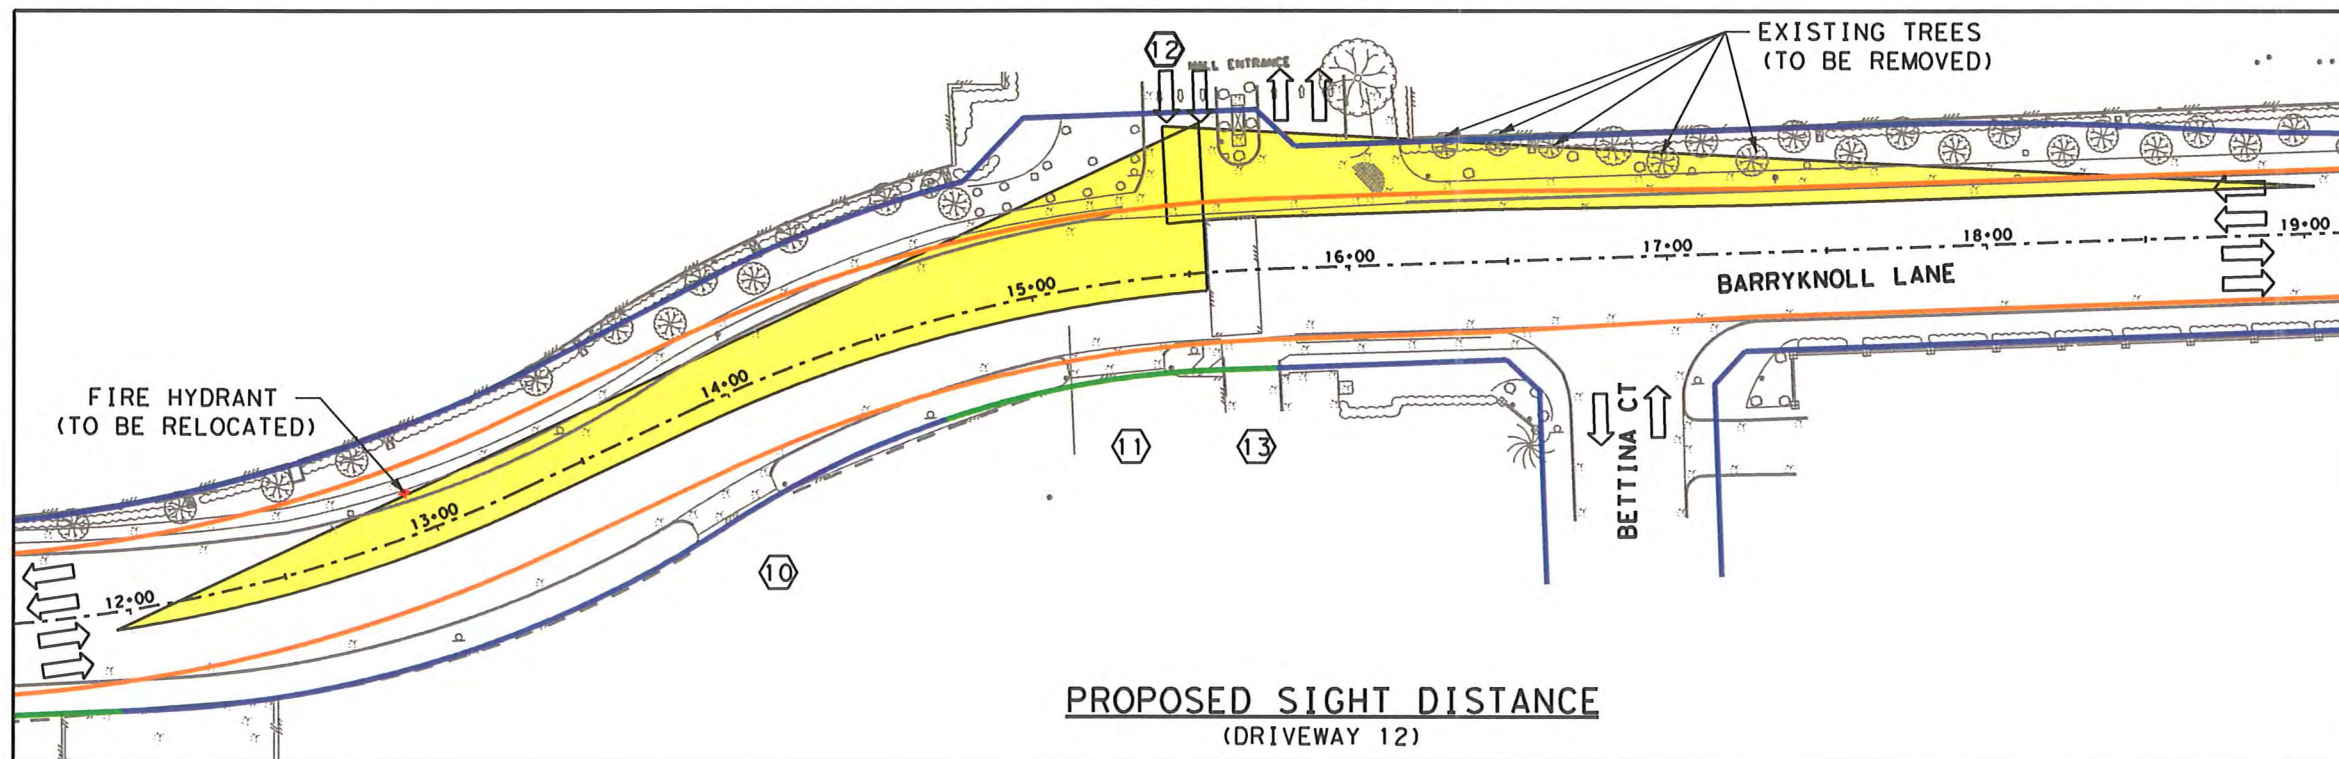 EXISTING TREES
(TO BE REMOVED)
12
MALL ENTRANCE
FIRE HYDRANT
(TO BE RELOCATED)
12+00
13+00
14+00
15+00
16+00
17+00
18+00
19+00
BARRYKNOLL LANE
BETTINA CT
10
11
13
PROPOSED SIGHT DISTANCE
(DRIVEWAY 12)